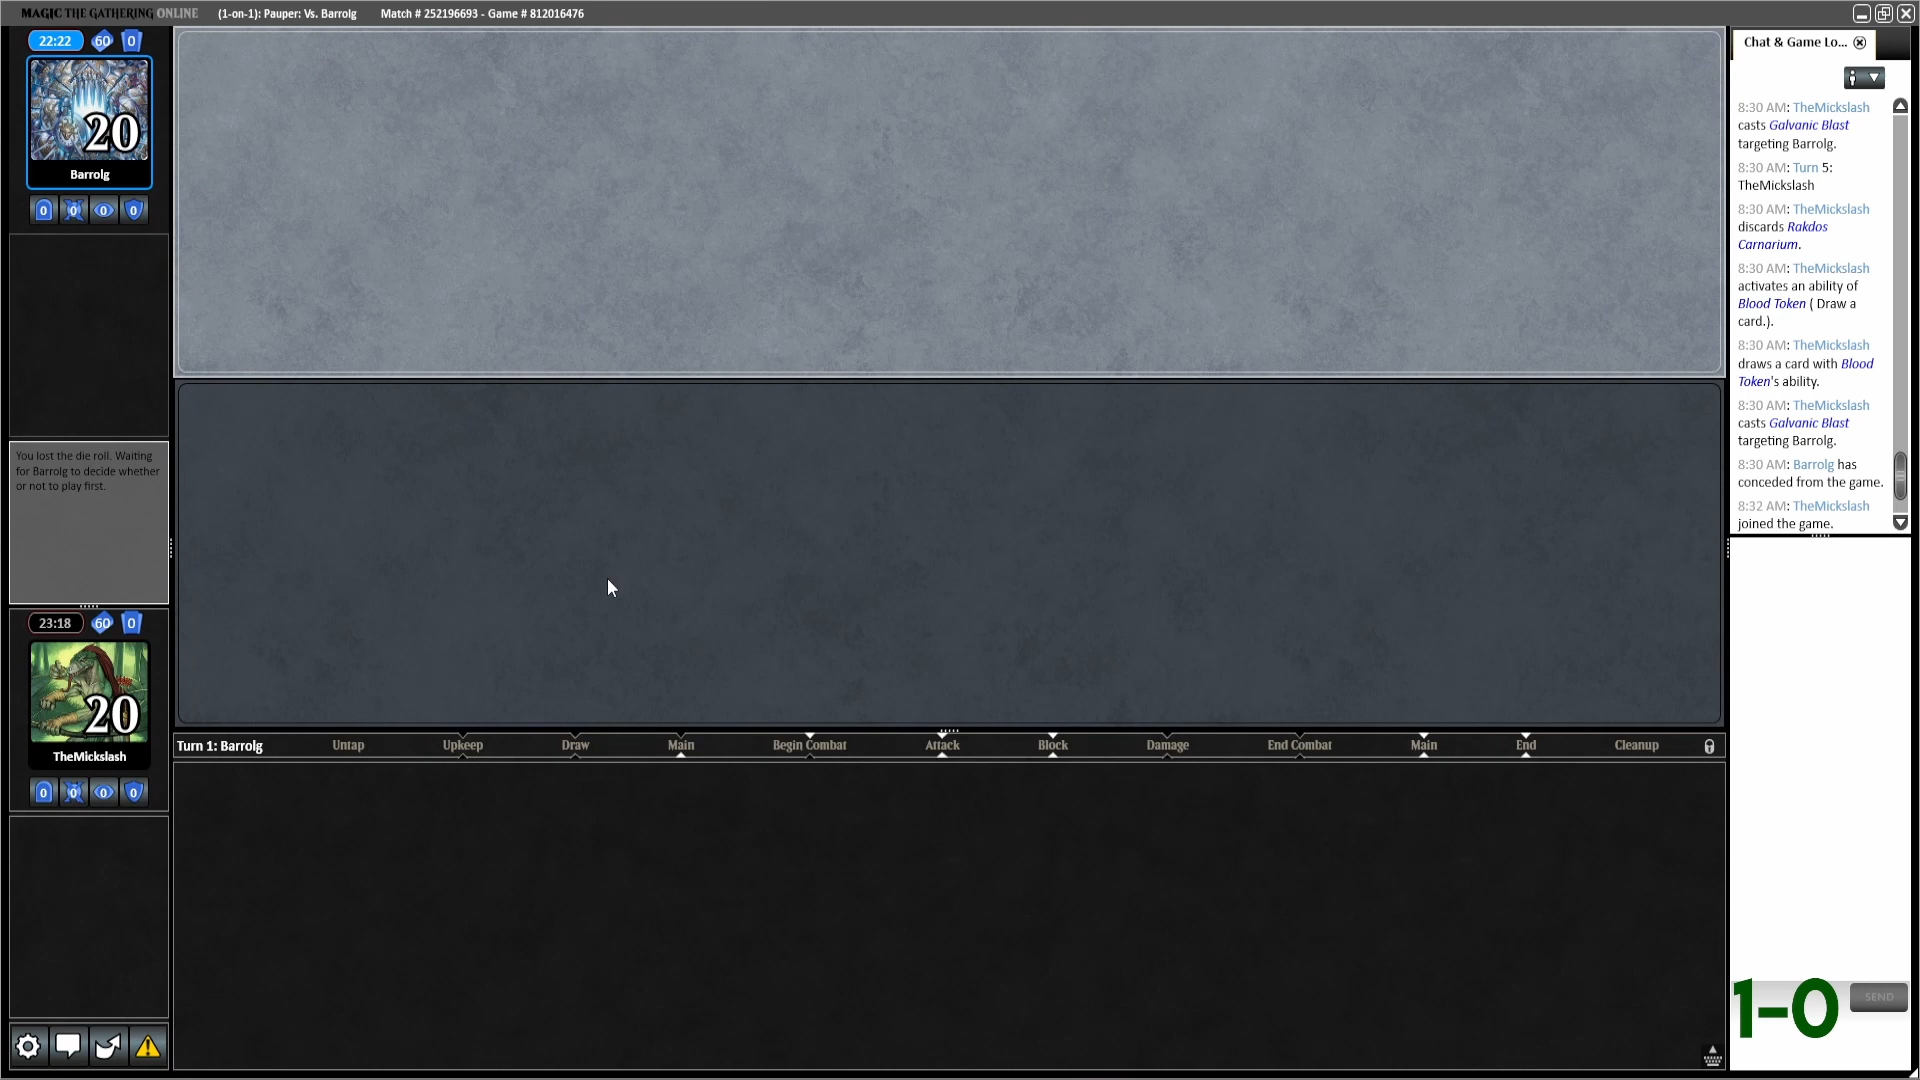 MAGIC THE GATHERING ONLINE (1-on-1): Pauper: Vs. Barrolg Match # 252196693 - Game # 812016476
22:22 60 0
20
Barrolg
0 0 0 0
You lost the die roll. Waiting
for Barrolg to decide whether
or not to play first.
23:18 60 0
20
TheMickslash
0 0 0 0
Turn 1: Barrolg Untap Upkeep Draw Main Begin Combat Attack Block Damage End Combat Main End Cleanup
Chat & Game Lo...
8:30 AM: TheMickslash
casts Galvanic Blast
targeting Barrolg.
8:30 AM: Turn 5:
TheMickslash
8:30 AM: TheMickslash
discards Rakdos
Carnarium.
8:30 AM: TheMickslash
activates an ability of
Blood Token ( Draw a
card.).
8:30 AM: TheMickslash
draws a card with Blood
Token's ability.
8:30 AM: TheMickslash
casts Galvanic Blast
targeting Barrolg.
8:30 AM: Barrolg has
conceded from the game.
8:32 AM: TheMickslash
joined the game.
1-0 SEND